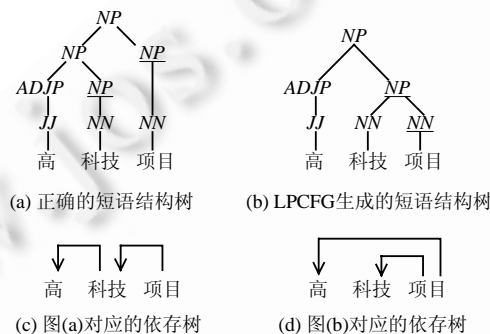 NP
NP NP
ADJP NP
JJ NN NN
高 科技 项目
(a) 正确的短语结构树
NP
ADJP NP
JJ NN NN
高 科技 项目
(b) LPCFG生成的短语结构树
高 科技 项目
(c) 图(a)对应的依存树
高 科技 项目
(d) 图(b)对应的依存树